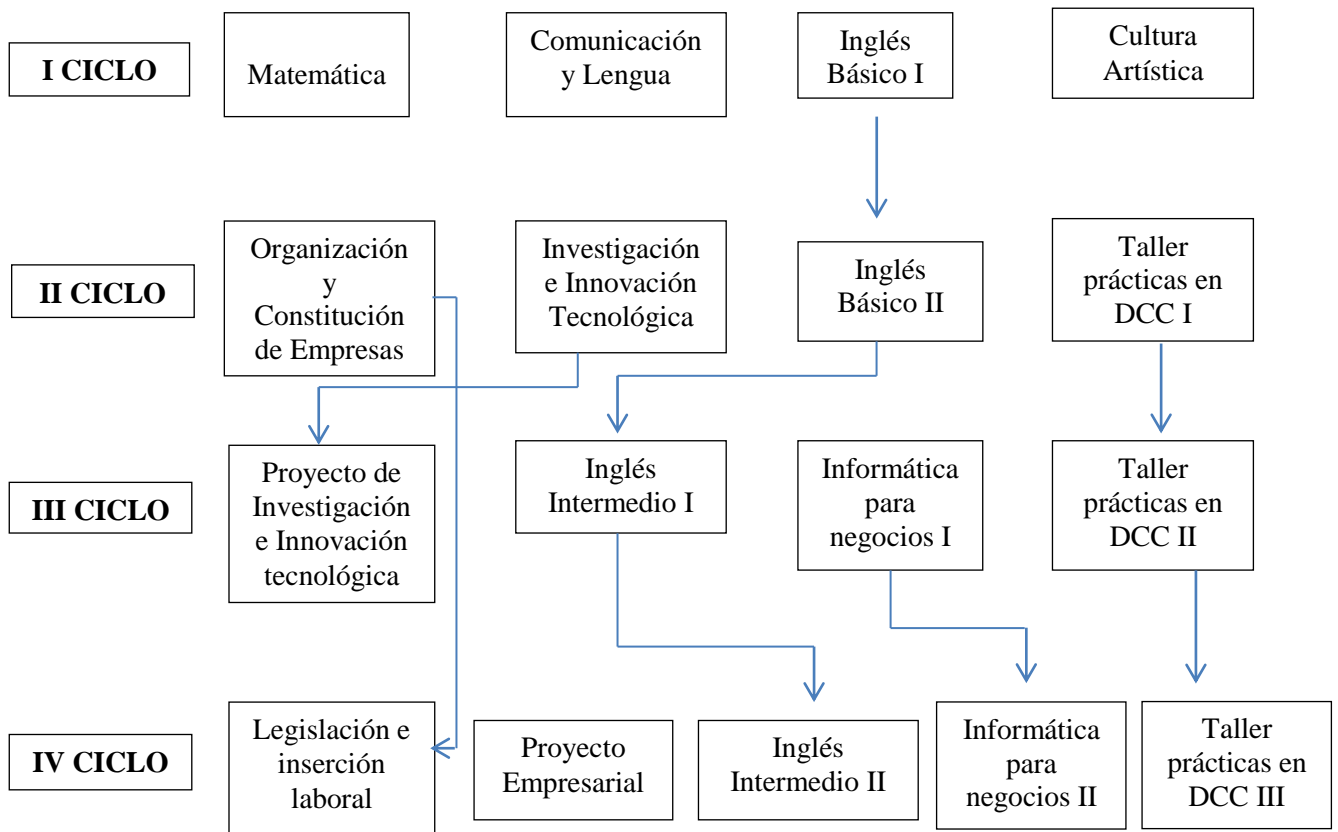 I CICLO
Matemática
Comunicación
y Lengua
Inglés
Básico I
Cultura
Artística
II CICLO
Organización
y
Constitución
de Empresas
Investigación
e Innovación
Tecnológica
Inglés
Básico II
Taller
prácticas en
DCC I
III CICLO
Proyecto de
Investigación
e Innovación
tecnológica
Inglés
Intermedio I
Informática
para
negocios I
Taller
prácticas en
DCC II
IV CICLO
Legislación e
inserción
laboral
Proyecto
Empresarial
Inglés
Intermedio II
Informática
para
negocios II
Taller
prácticas en
DCC III